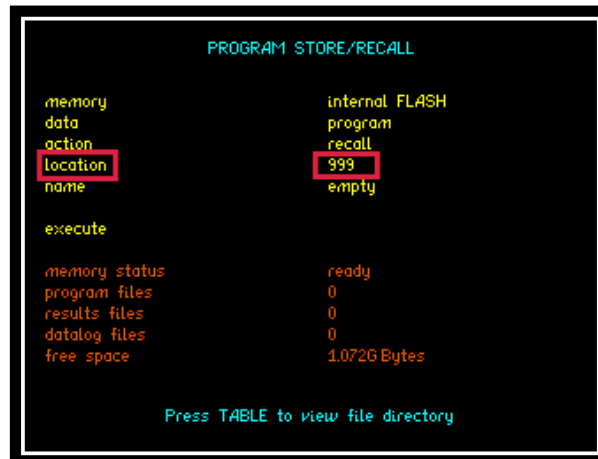 PROGRAM STORE/RECALL
memory internal FLASH
data program
action recall
location 999
name empty
execute
memory status ready
program files 0
results files 0
datalog files 0
free space 1.072G Bytes
Press TABLE to view file directory